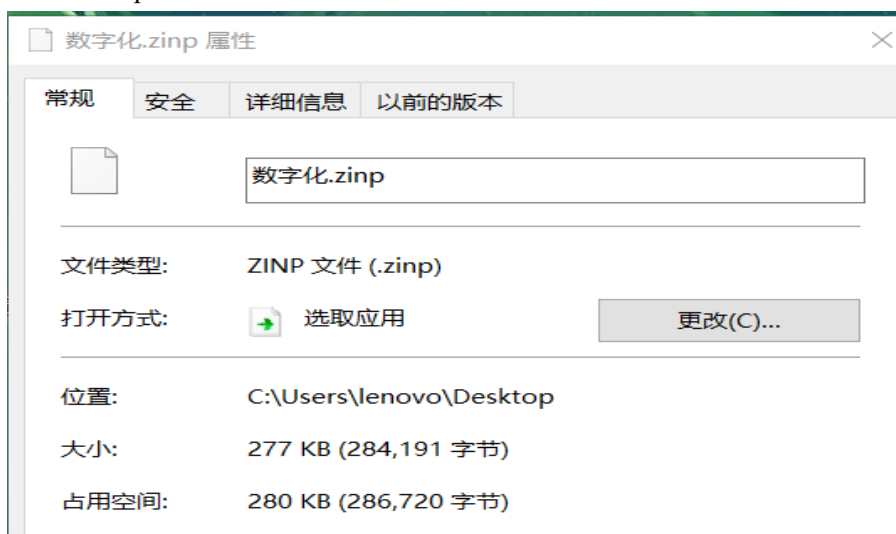 数字化.zinp 属性
常规 安全 详细信息 以前的版本
数字化.zinp
文件类型: ZINP 文件 (.zinp)
打开方式: 选取应用 更改(C)...
位置: C:\Users\lenovo\Desktop
大小: 277 KB (284,191 字节)
占用空间: 280 KB (286,720 字节)